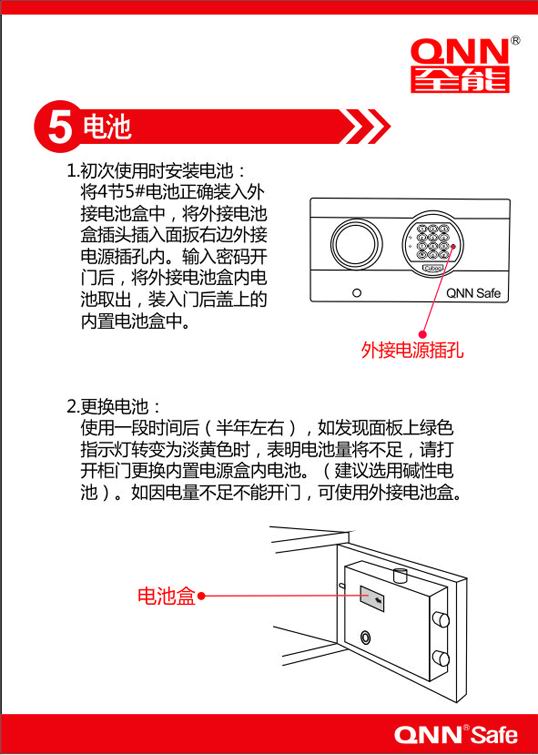 QNN®
全能
5 电池
1.初次使用时安装电池：
将4节5#电池正确装入外
接电池盒中，将外接电池
盒插头插入面扳右边外接
电源插孔内。输入密码开
门后，将外接电池盒内电
池取出，装入门后盖上的
内置电池盒中。
QNN Safe
外接电源插孔
2.更换电池：
使用一段时间后（半年左右），如发现面板上绿色
指示灯转变为淡黄色时，表明电池量将不足，请打
开柜门更换内置电源盒内电池。（建议选用碱性电
池）。如因电量不足不能开门，可使用外接电池盒。
电池盒
QNN®Safe